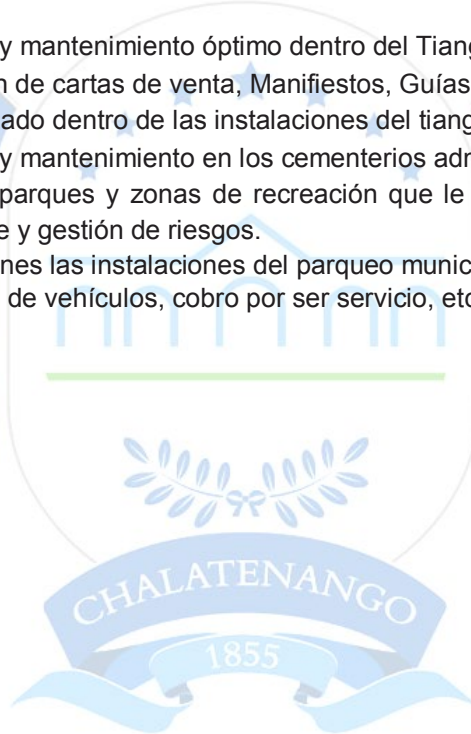 y mantenimiento óptimo dentro del Tiang
n de cartas de venta, Manifiestos, Guías
ado dentro de las instalaciones del tiang
y mantenimiento en los cementerios adr
parques y zonas de recreación que le
e y gestión de riesgos.
nes las instalaciones del parqueo munic
de vehículos, cobro por ser servicio, etc
CHALATENANGO
1855